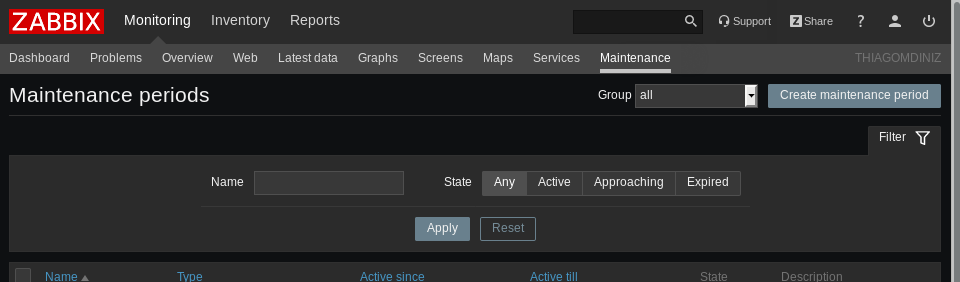 ZABBIX Monitoring Inventory Reports Support Z Share ?
Dashboard Problems Overview Web Latest data Graphs Screens Maps Services Maintenance THIAGOMDINIZ
Maintenance periods Group all Create maintenance period
Filter
Name State Any Active Approaching Expired
Apply Reset
Name Type Active since Active till State Description